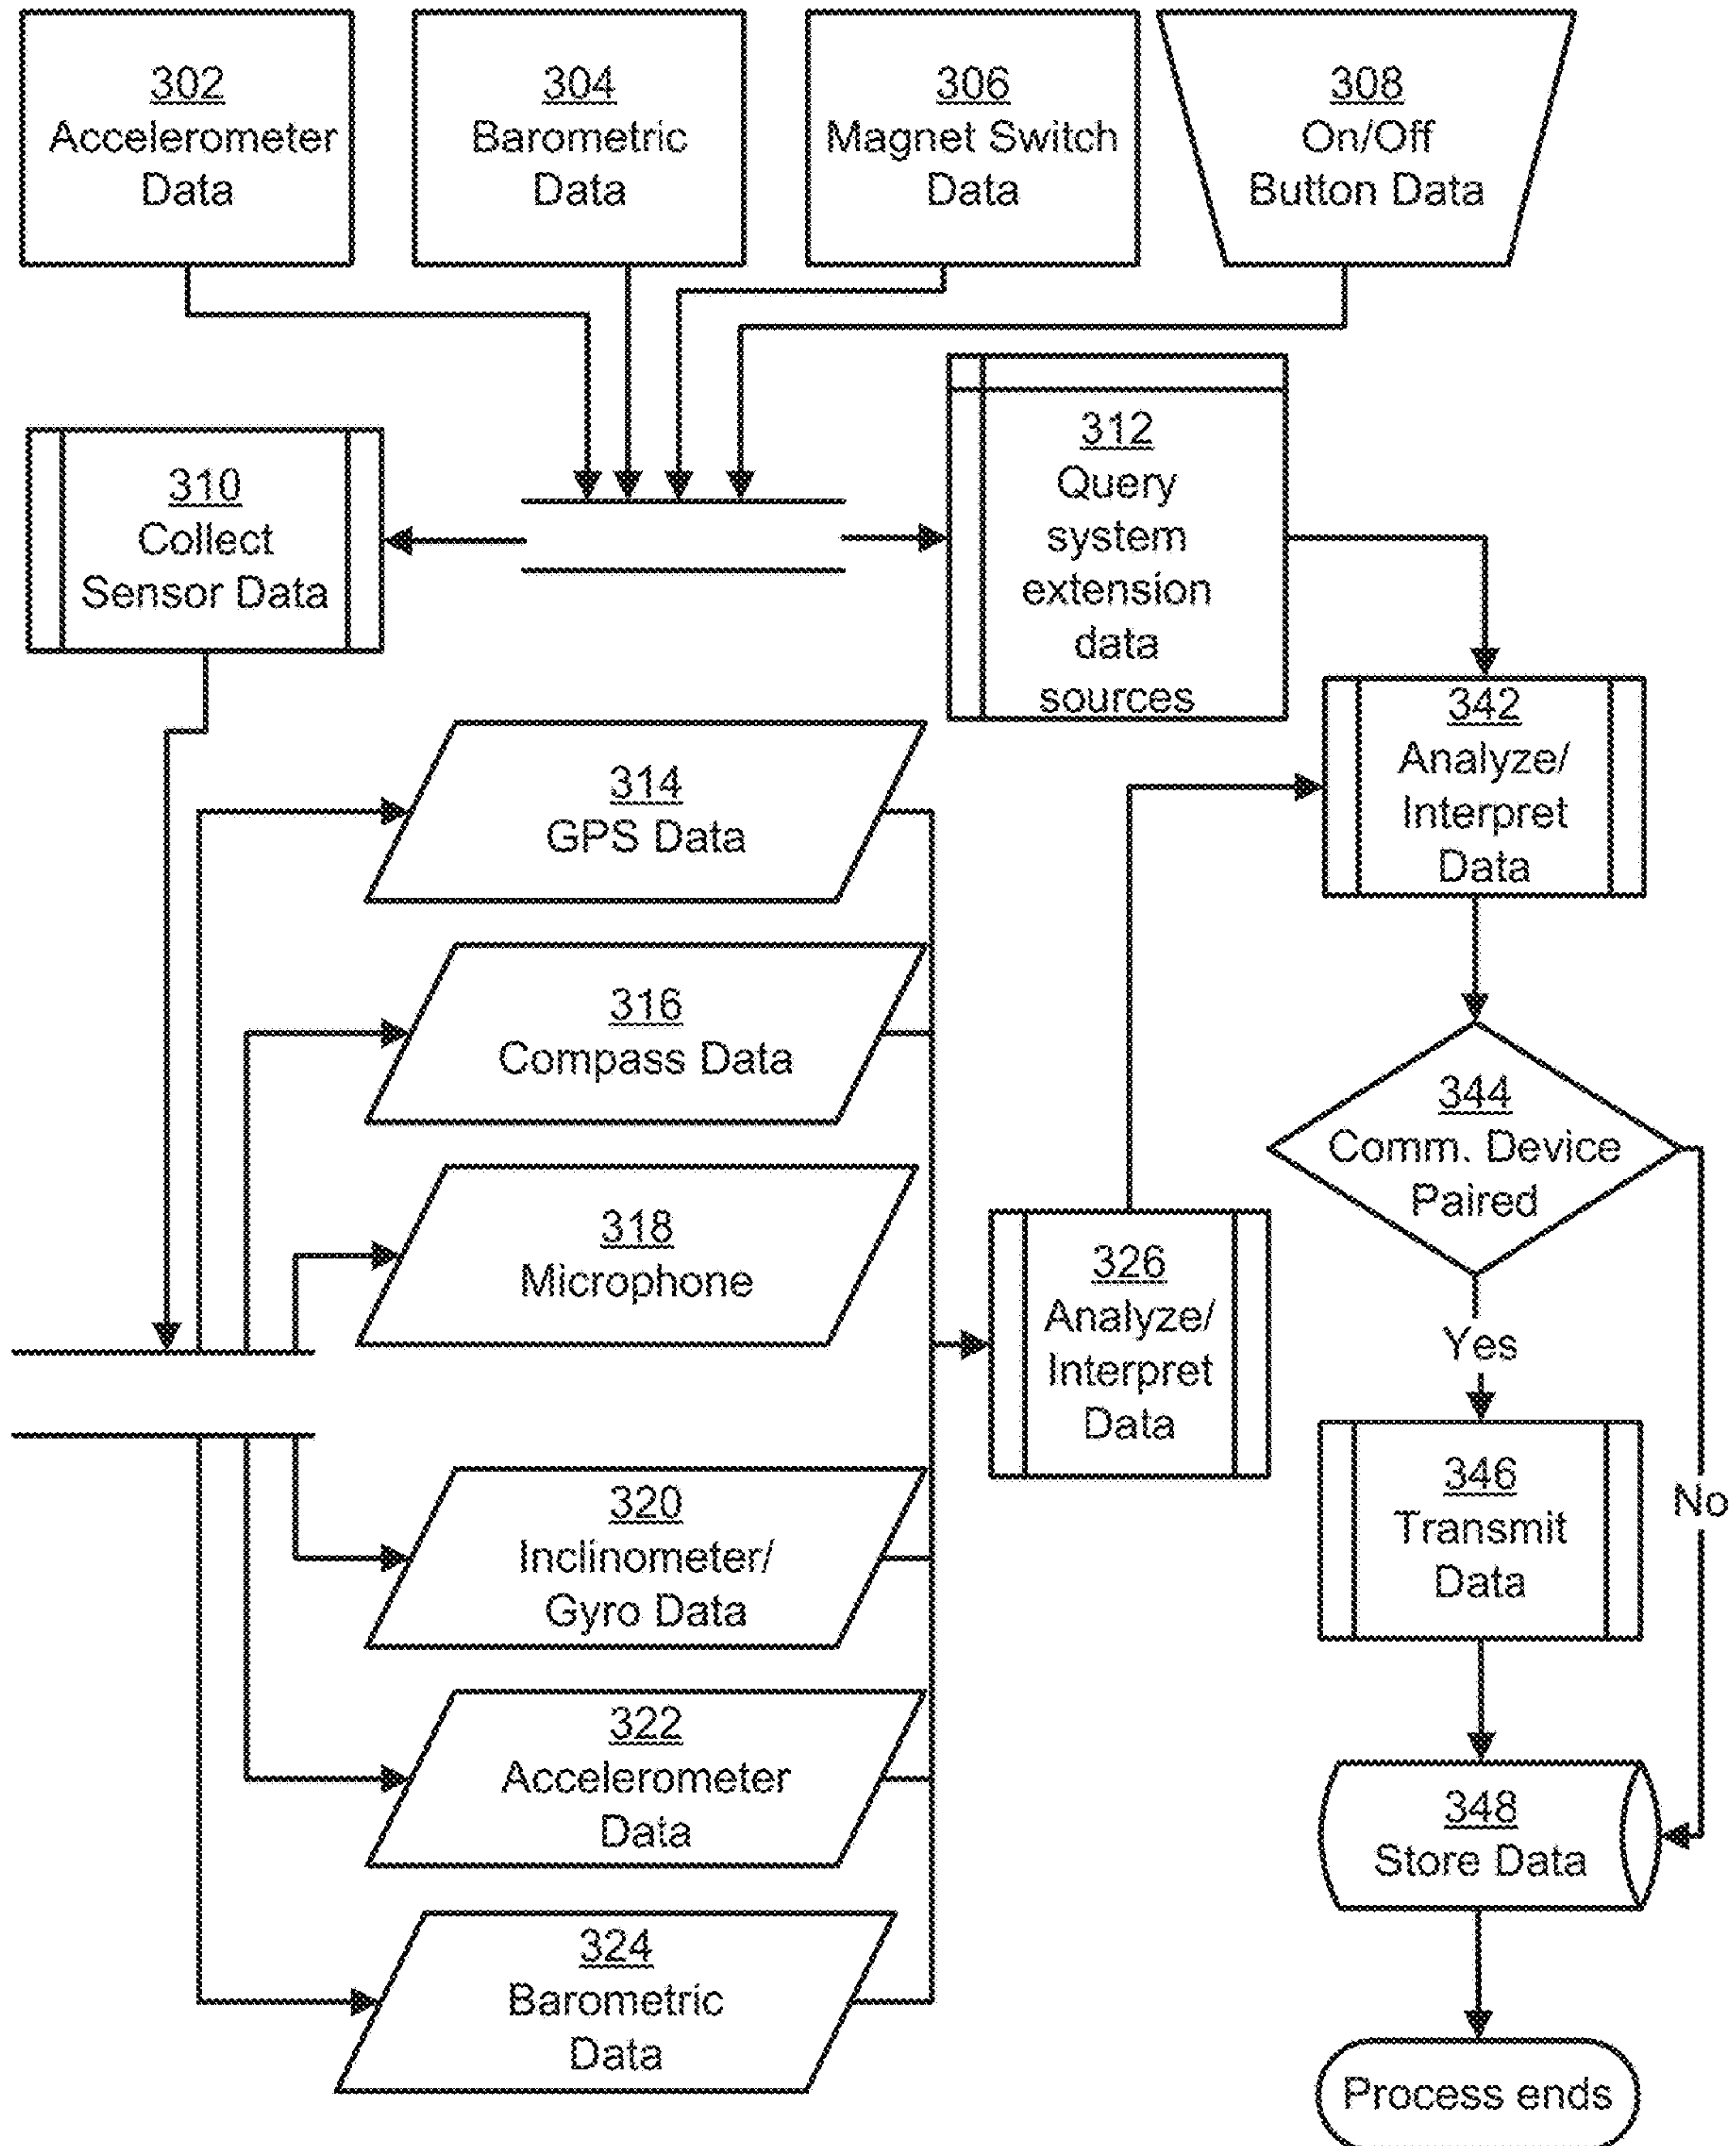 302
Accelerometer
Data
304
Barometric
Data
306
Magnet Switch
Data
308
On/Off
Button Data
310
Collect
Sensor Data
312
Query
system
extension
data
sources
314
GPS Data
316
Compass Data
318
Microphone
320
Inclinometer/
Gyro Data
322
Accelerometer
Data
324
Barometric
Data
326
Analyze/
Interpret
Data
342
Analyze/
Interpret
Data
344
Comm. Device
Paired
Yes
No
346
Transmit
Data
348
Store Data
Process ends